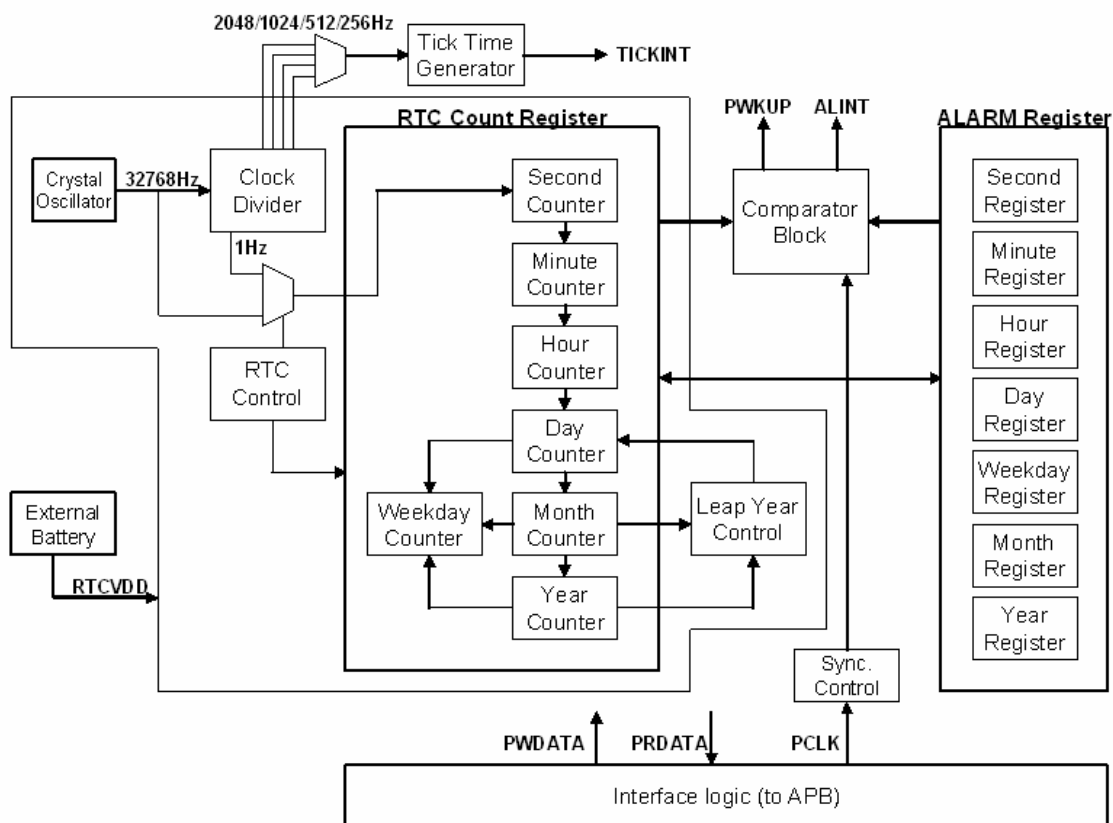 2048/1024/512/256Hz
Tick Time
Generator
TICKINT
PWKUP
ALINT
RTC Count Register
ALARM Register
Crystal
Oscillator
32768Hz
Clock
Divider
1Hz
RTC
Control
Second
Counter
Minute
Counter
Hour
Counter
Day
Counter
Weekday
Counter
Month
Counter
Year
Counter
Leap Year
Control
Comparator
Block
Second
Register
Minute
Register
Hour
Register
Day
Register
Weekday
Register
Month
Register
Year
Register
External
Battery
RTCVDD
Sync.
Control
PWDATA
PRDATA
PCLK
Interface logic (to APB)